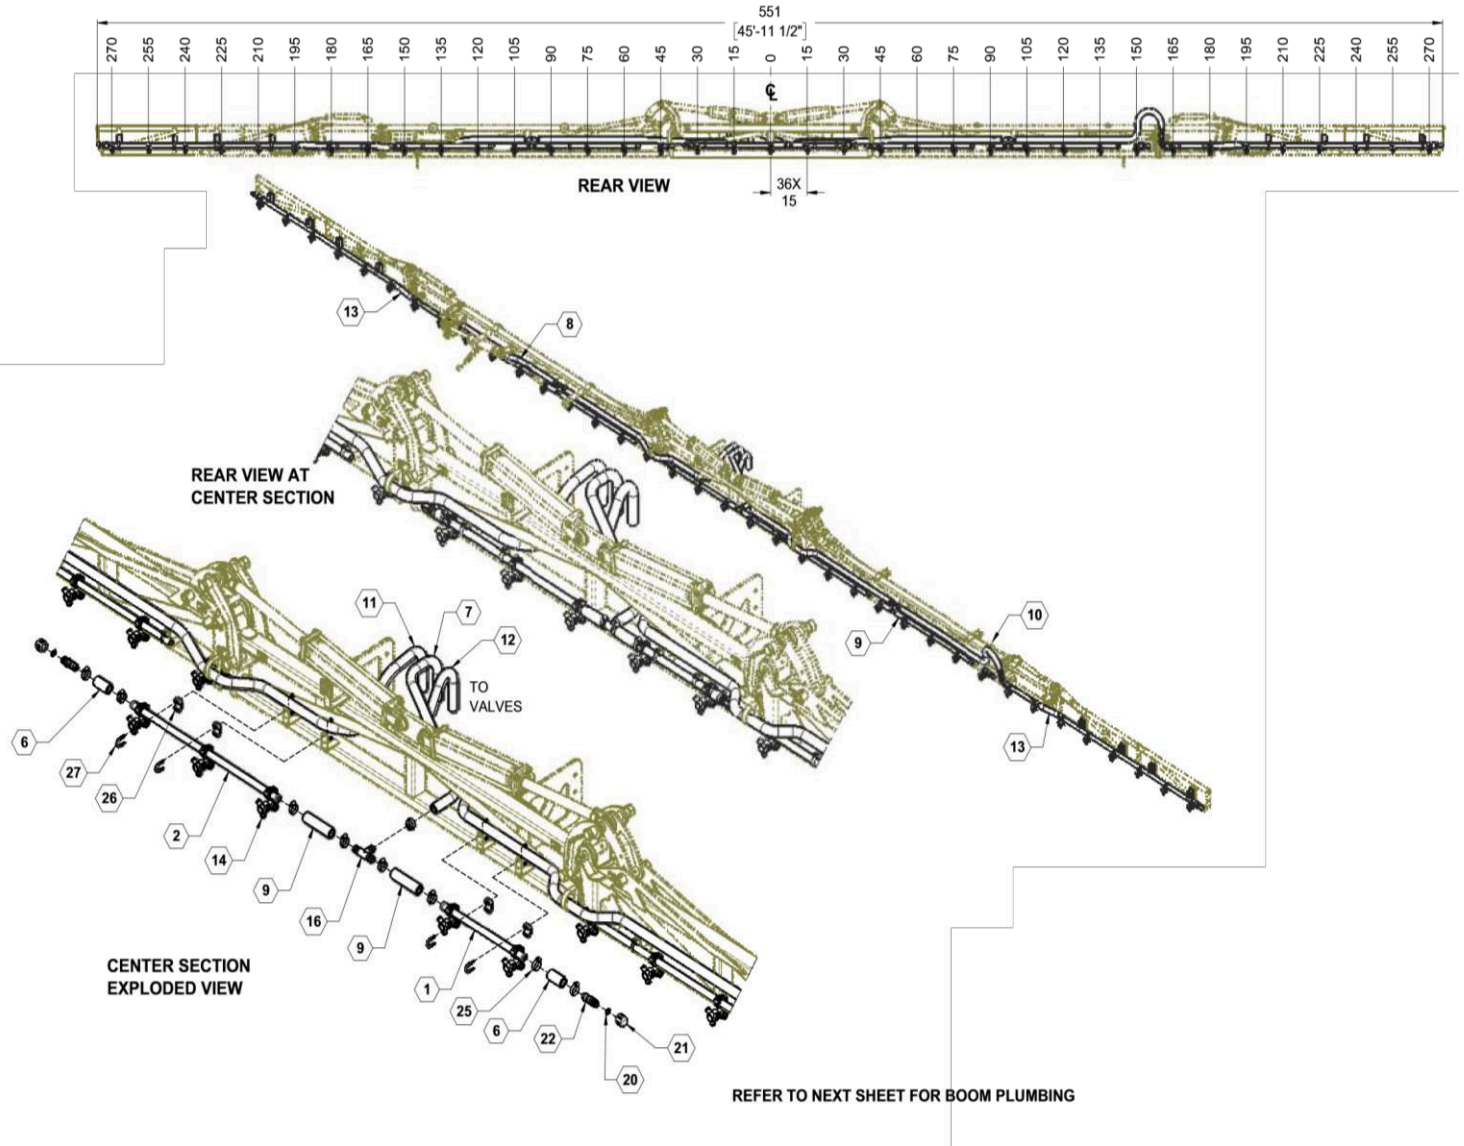 551
[45'-11 1/2"]
270 255 240 225 210 195 180 165 150 135 120 105 90 75 60 45 30 15 0 15 30 45 60 75 90 105 120 135 150 165 180 195 210 225 240 255 270
℄
REAR VIEW
36X
15
13
8
REAR VIEW AT
CENTER SECTION
11
7
12
10
9
TO
VALVES
6
13
27
26
2
14
9
16
9
CENTER SECTION
EXPLODED VIEW
1
25
6
22
21
20
REFER TO NEXT SHEET FOR BOOM PLUMBING